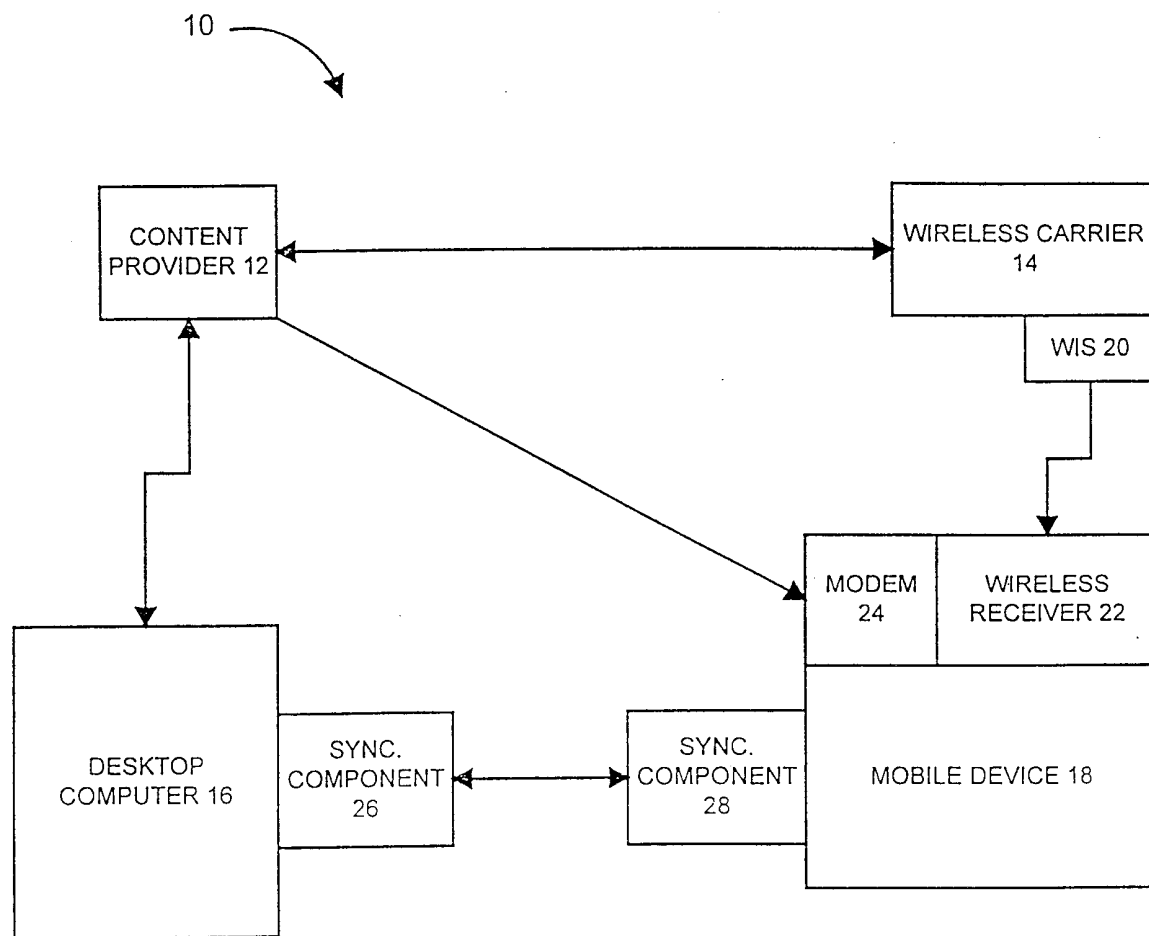 10
CONTENT
PROVIDER 12
WIRELESS CARRIER
14
WIS 20
MODEM
24
WIRELESS
RECEIVER 22
DESKTOP
COMPUTER 16
SYNC.
COMPONENT
26
SYNC.
COMPONENT
28
MOBILE DEVICE 18